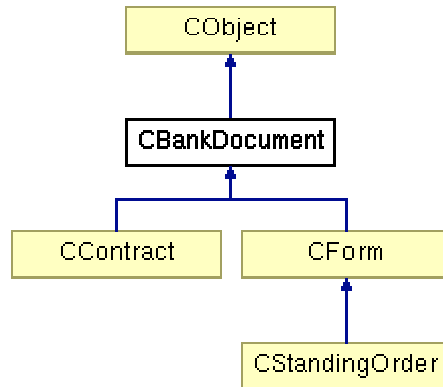 CObject
CBankDocument
CContract
CForm
CStandingOrder